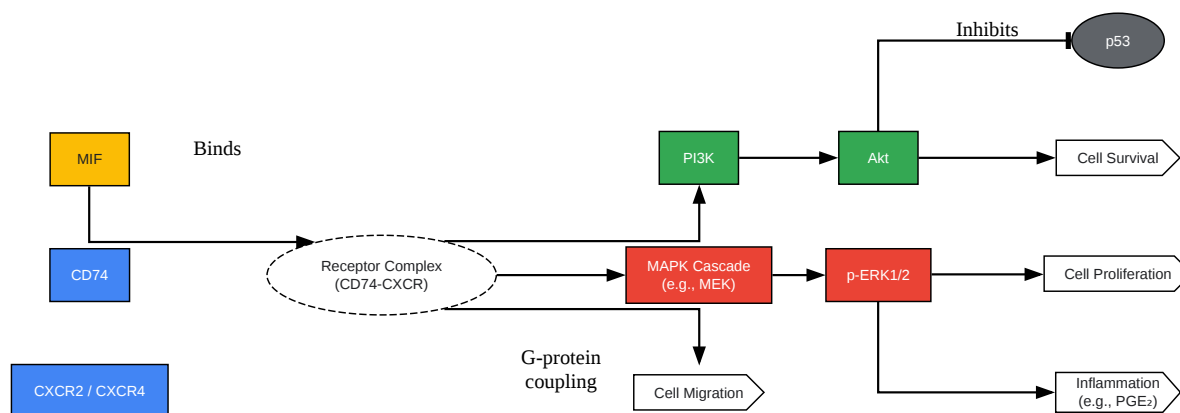 Inhibits
p53
MIF
Binds
PI3K
Akt
Cell Survival
CD74
Receptor Complex
(CD74-CXCR)
MAPK Cascade
(e.g., MEK)
p-ERK1/2
Cell Proliferation
G-protein
coupling
CXCR2 / CXCR4
Cell Migration
Inflammation
(e.g., PGE₂)